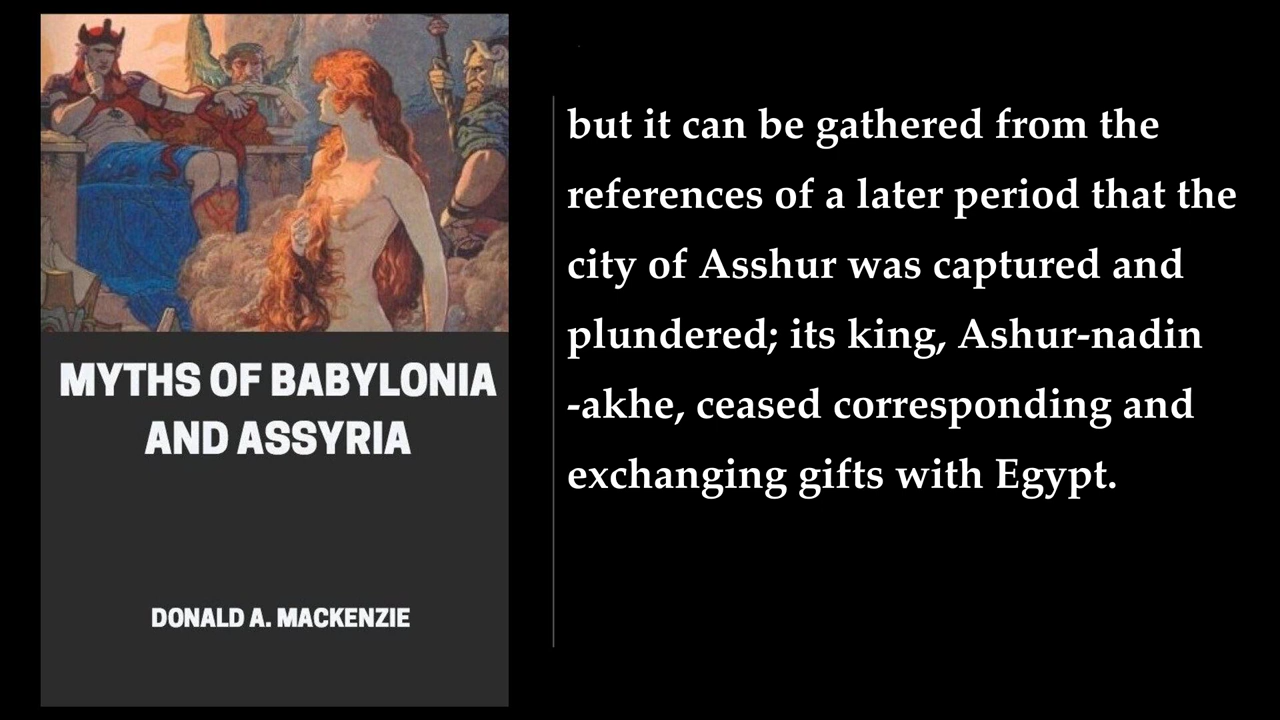 MYTHS OF BABYLONIA
AND ASSYRIA
DONALD A. MACKENZIE
but it can be gathered from the
references of a later period that the
city of Asshur was captured and
plundered; its king, Ashur-nadin
-akhe, ceased corresponding and
exchanging gifts with Egypt.